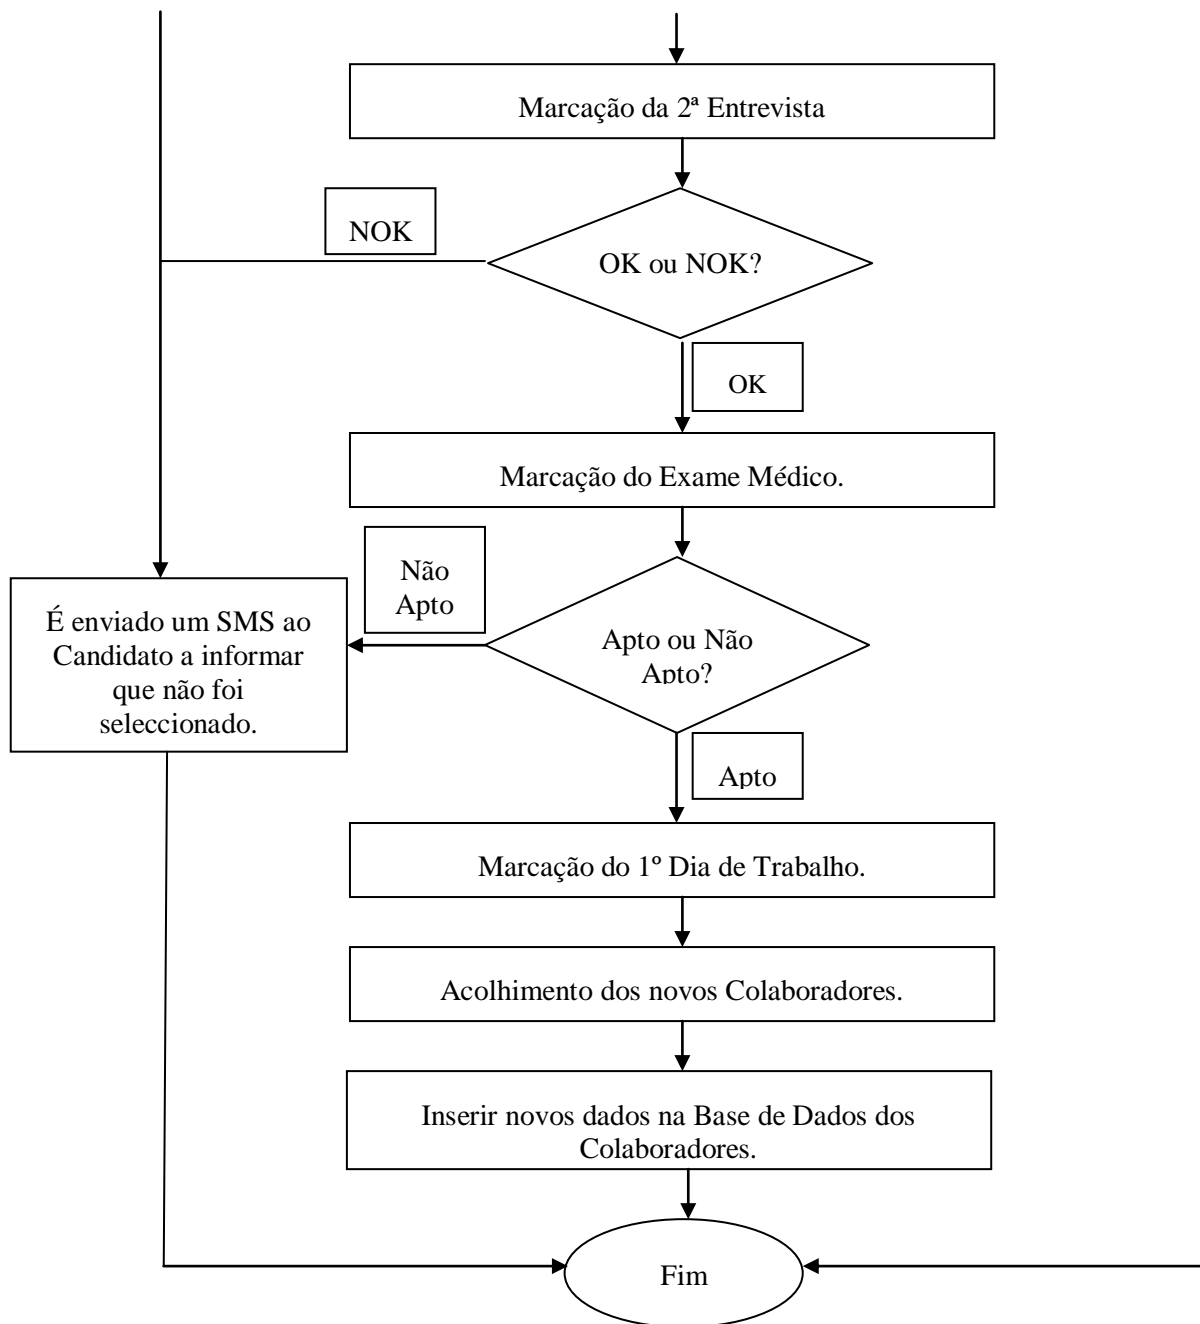 Marcação da 2ª Entrevista
NOK
OK ou NOK?
OK
Marcação do Exame Médico.
Não
Apto
É enviado um SMS ao
Candidato a informar
que não foi
seleccionado.
Apto ou Não
Apto?
Apto
Marcação do 1º Dia de Trabalho.
Acolhimento dos novos Colaboradores.
Inserir novos dados na Base de Dados dos
Colaboradores.
Fim